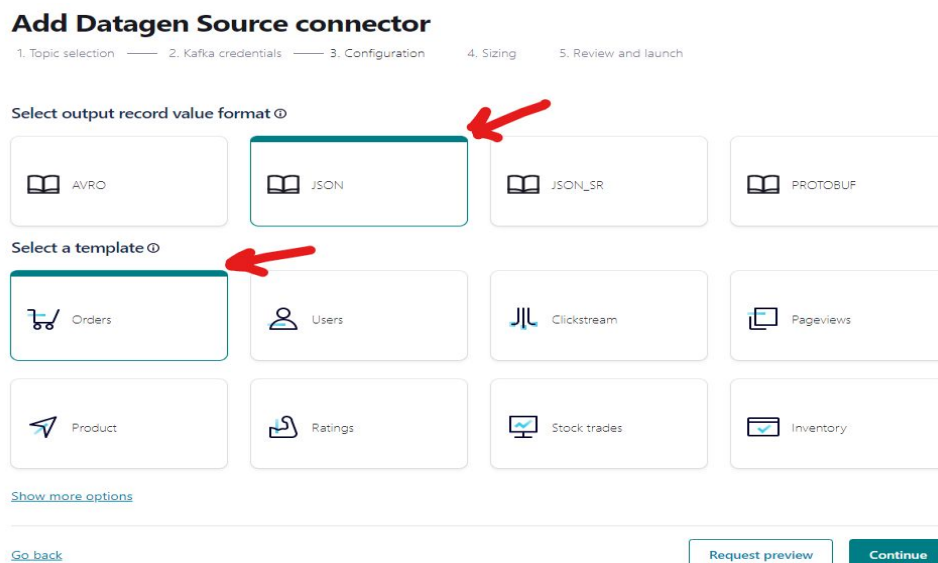 Add Datagen Source connector
1. Topic selection 2. Kafka credentials 3. Configuration 4. Sizing 5. Review and launch
Select output record value format
AVRO JSON JSON_SR PROTOBUF
Select a template
Orders Users Clickstream Pageviews
Product Ratings Stock trades Inventory
Show more options
Go back Request preview Continue